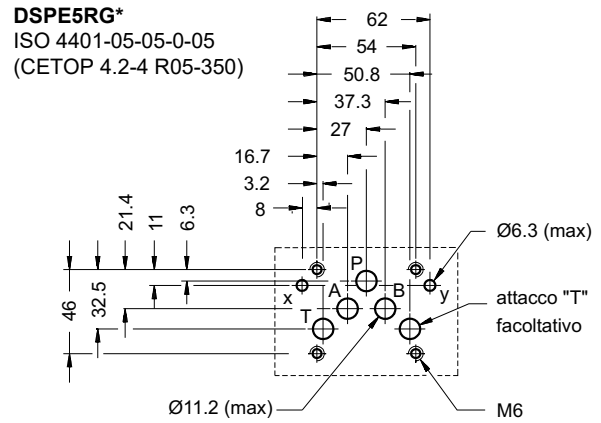 DSPE5RG*
ISO 4401-05-05-0-05
(CETOP 4.2-4 R05-350)
62
54
50.8
37.3
27
16.7
3.2
8
21.4
11
6.3
46
32.5
P
A
B
x
y
T
Ø6.3 (max)
attacco "T"
facoltativo
Ø11.2 (max)
M6